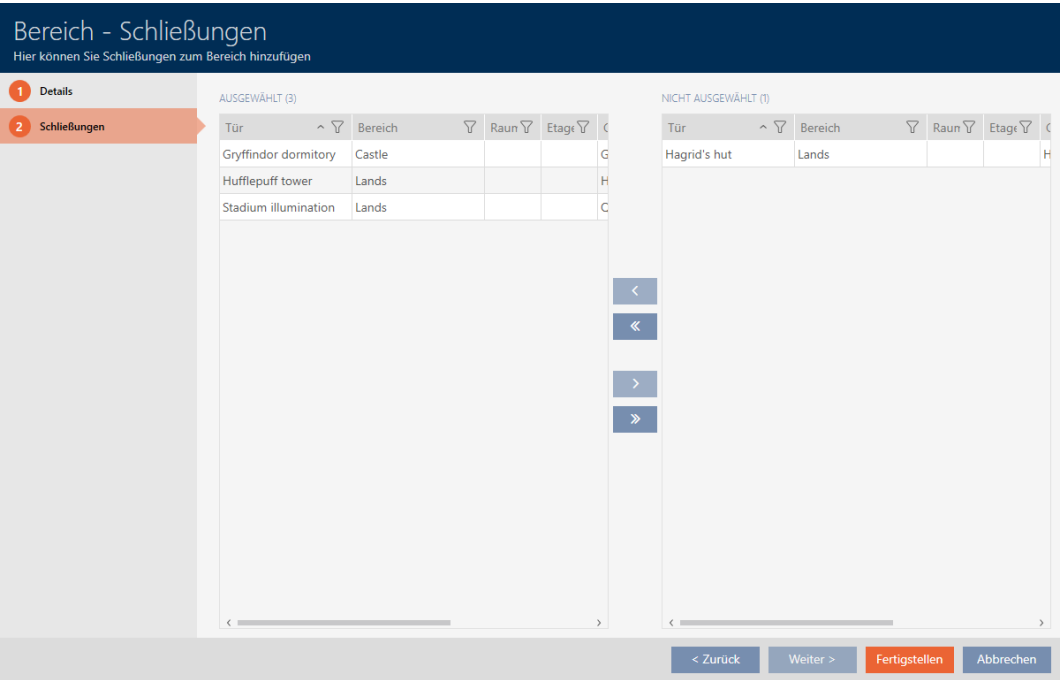 Bereich - Schließungen
Hier können Sie Schließungen zum Bereich hinzufügen
1 Details
2 Schließungen
AUSGEWÄHLT (3)
Tür Bereich Raum Etage
Gryffindor dormitory Castle G
Hufflepuff tower Lands H
Stadium illumination Lands
NICHT AUSGEWÄHLT (1)
Tür Bereich Raum Etage
Hagrid's hut Lands H
< Zurück Weiter > Fertigstellen Abbrechen